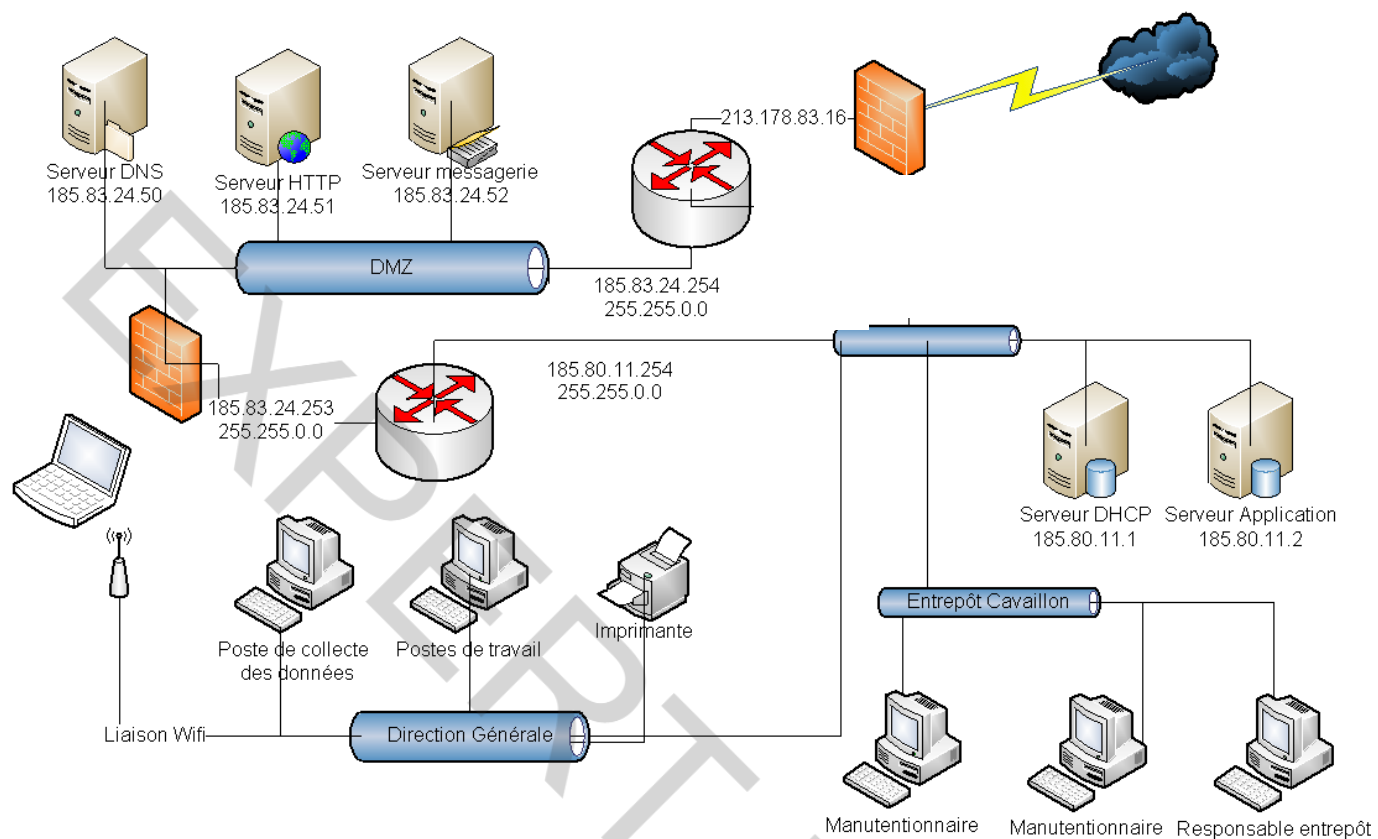 Serveur DNS
185.83.24.50
Serveur HTTP
185.83.24.51
Serveur messagerie
185.83.24.52
213.178.83.16
DMZ
185.83.24.254
255.255.0.0
185.80.11.254
255.255.0.0
185.83.24.253
255.255.0.0
Serveur DHCP
185.80.11.1
Serveur Application
185.80.11.2
Poste de collecte
des données
Postes de travail
Imprimante
Entrepôt Cavaillon
Liaison Wifi
Direction Générale
Manutentionnaire
Manutentionnaire
Responsable entrepôt
EXPERT